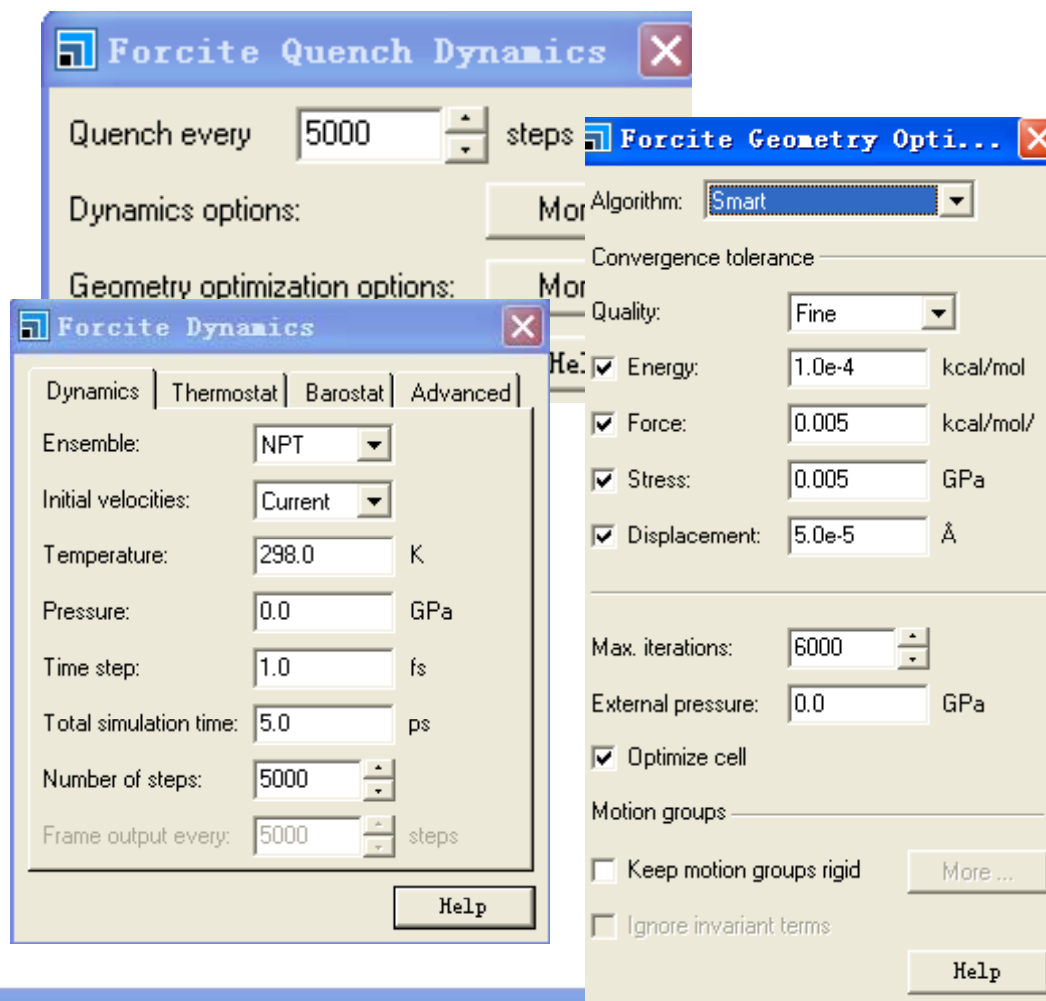 Forcite Quench Dynamics
Quench every 5000 steps
Dynamics options: Mor
Geometry optimization options: Mor
Hel
Forcite Geometry Opti...
Algorithm: Smart
Convergence tolerance
Quality: Fine
Energy: 1.0e-4 kcal/mol
Force: 0.005 kcal/mol/
Stress: 0.005 GPa
Displacement: 5.0e-5 Å
Max. iterations: 6000
External pressure: 0.0 GPa
Optimize cell
Motion groups
Keep motion groups rigid More ...
Ignore invariant terms
Help
Forcite Dynamics
Dynamics Thermostat Barostat Advanced
Ensemble: NPT
Initial velocities: Current
Temperature: 298.0 K
Pressure: 0.0 GPa
Time step: 1.0 fs
Total simulation time: 5.0 ps
Number of steps: 5000
Frame output every: 5000 steps
Help